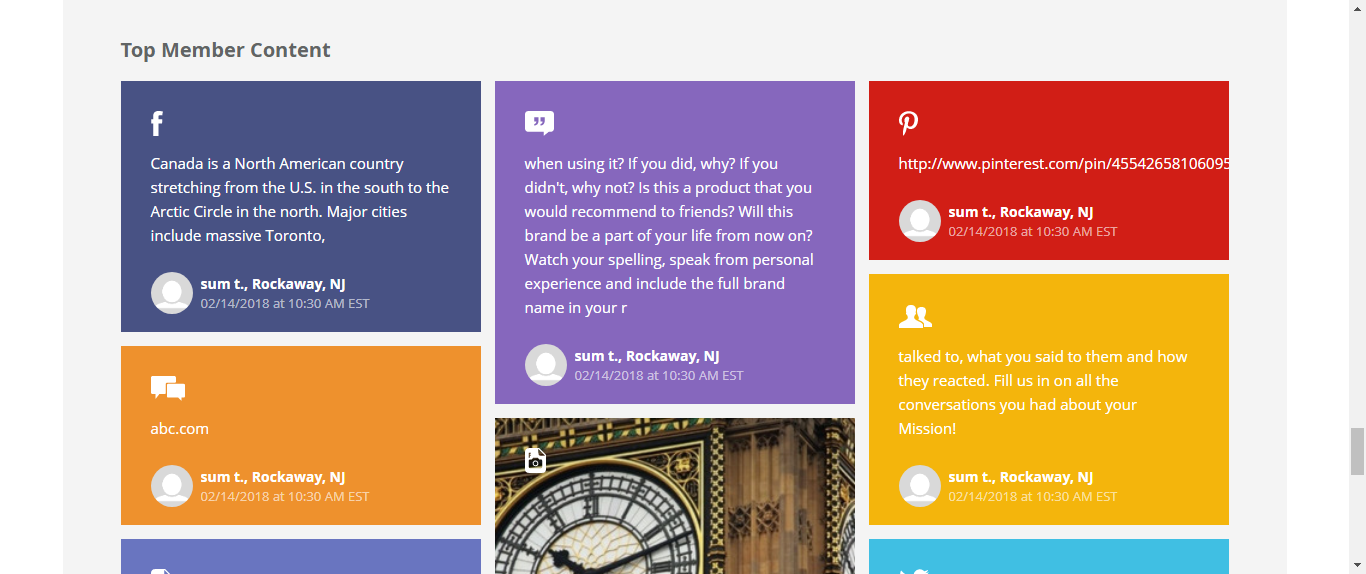 Top Member Content
Canada is a North American country
stretching from the U.S. in the south to the
Arctic Circle in the north. Major cities
include massive Toronto,
sum t., Rockaway, NJ
02/14/2018 at 10:30 AM EST
abc.com
sum t., Rockaway, NJ
02/14/2018 at 10:30 AM EST
when using it? If you did, why? If you
didn't, why not? Is this a product that you
would recommend to friends? Will this
brand be a part of your life from now on?
Watch your spelling, speak from personal
experience and include the full brand
name in your r
sum t., Rockaway, NJ
02/14/2018 at 10:30 AM EST
http://www.pinterest.com/pin/45542658106095
sum t., Rockaway, NJ
02/14/2018 at 10:30 AM EST
talked to, what you said to them and how
they reacted. Fill us in on all the
conversations you had about your
Mission!
sum t., Rockaway, NJ
02/14/2018 at 10:30 AM EST